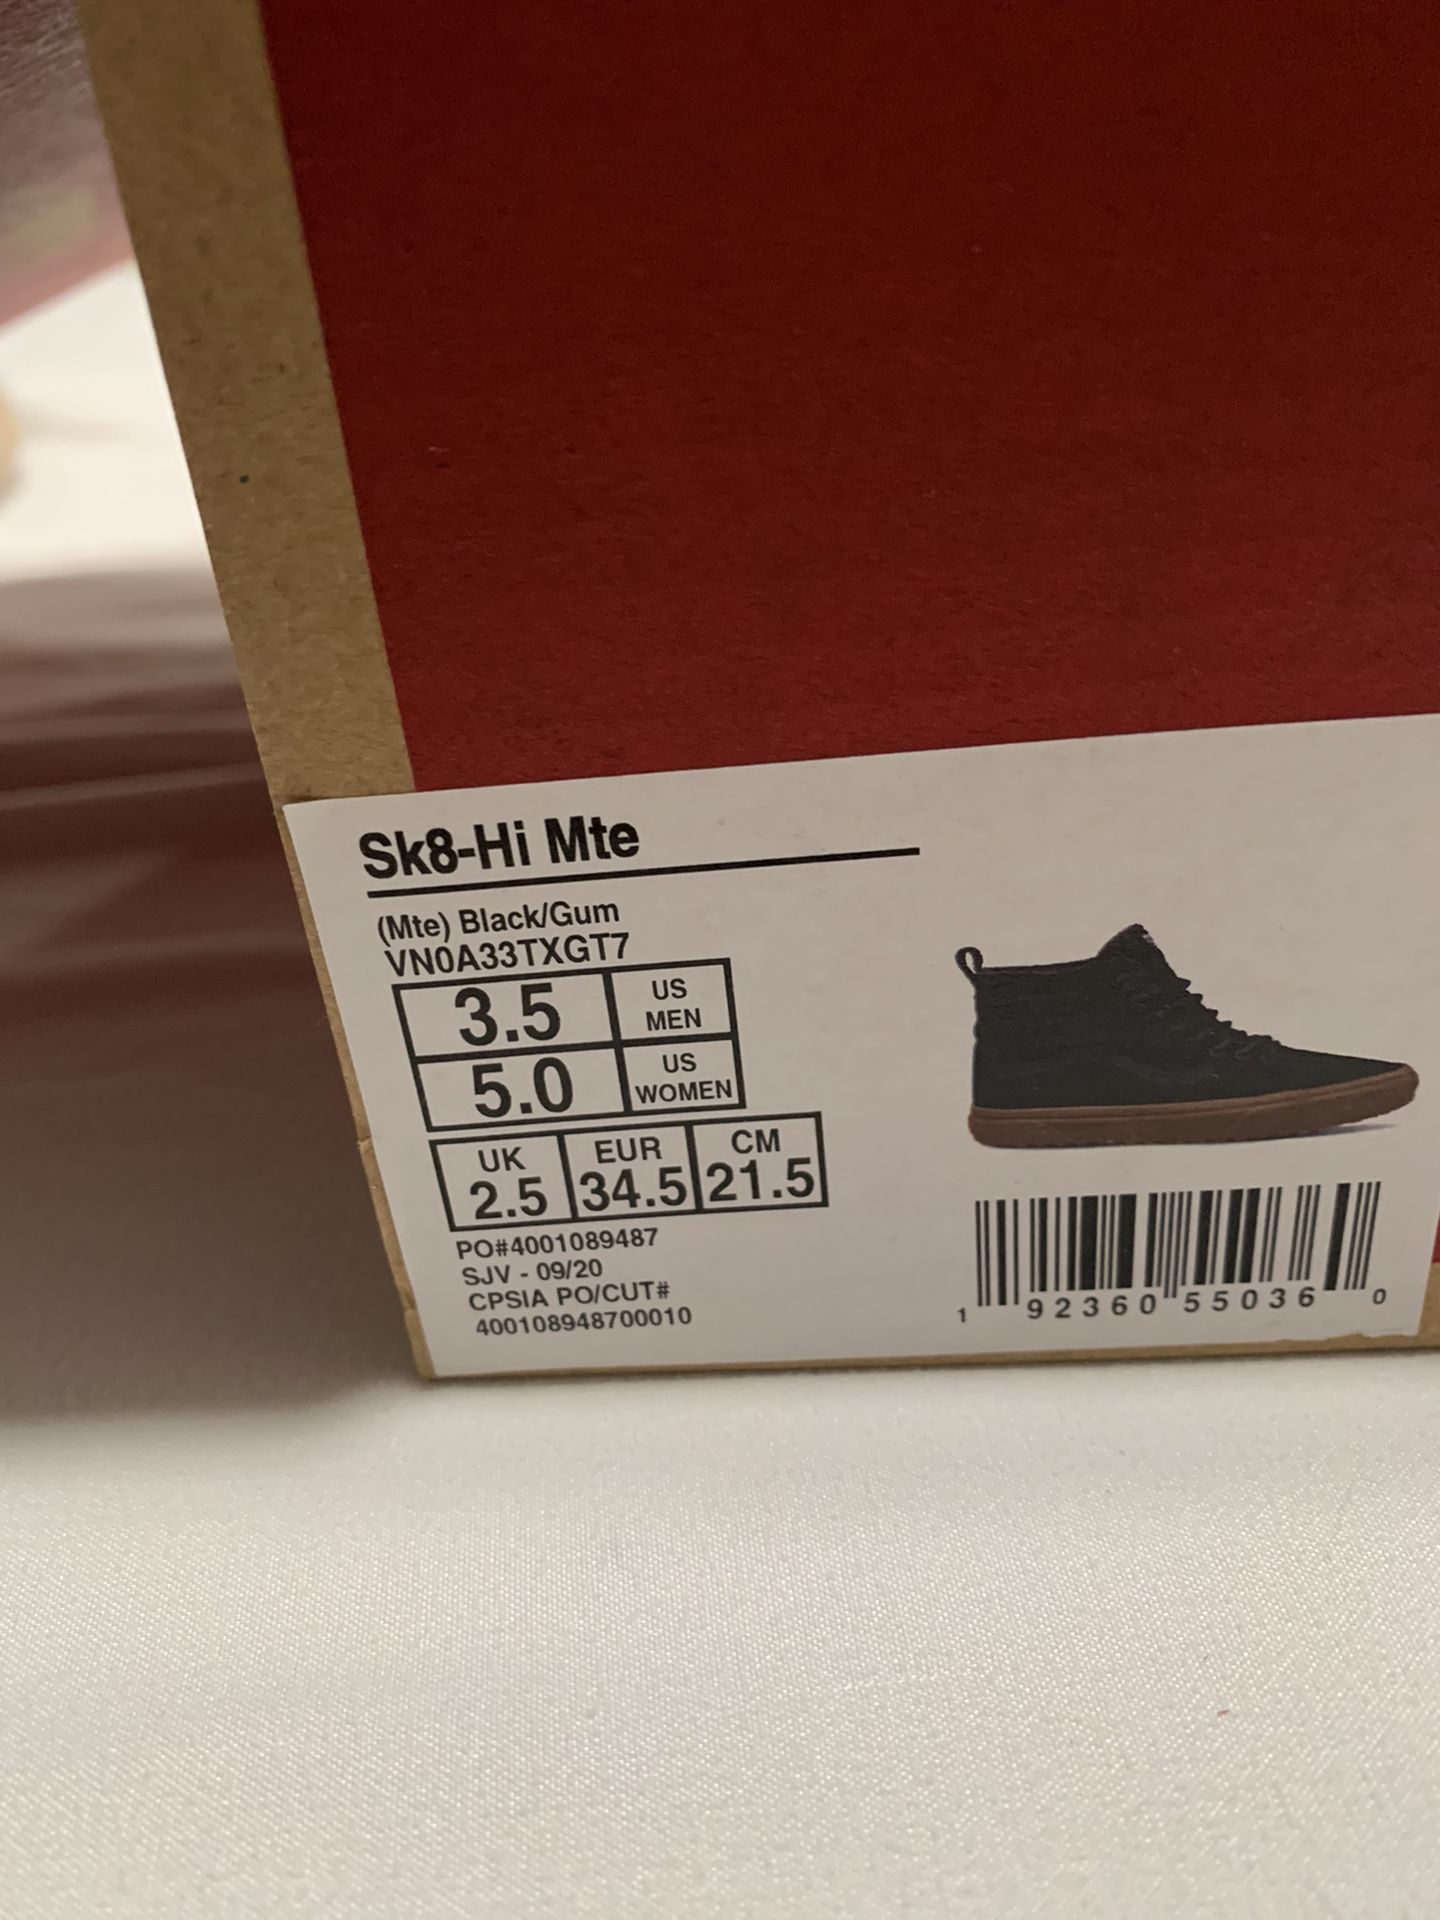 Sk8-Hi Mte
(Mte) Black/Gum
VN0A33TXGT7
3.5 US MEN
5.0 US WOMEN
UK EUR CM
2.5 34.5 21.5
PO#4001089487
SJV - 09/20
CPSIA PO/CUT#
400108948700010
1 92360 55036 0